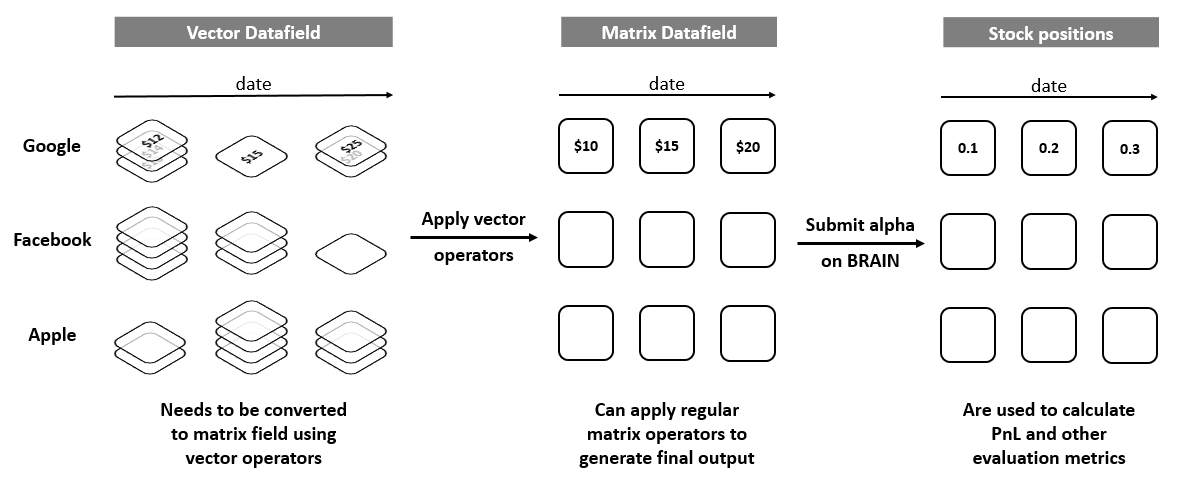 Vector Datafield
Matrix Datafield
Stock positions
date
date
date
Google
$12
$14
$15
$25
$20
$10
$15
$20
0.1
0.2
0.3
Facebook
Apply vector
operators
Submit alpha
on BRAIN
Apple
Needs to be converted
to matrix field using
vector operators
Can apply regular
matrix operators to
generate final output
Are used to calculate
PnL and other
evaluation metrics